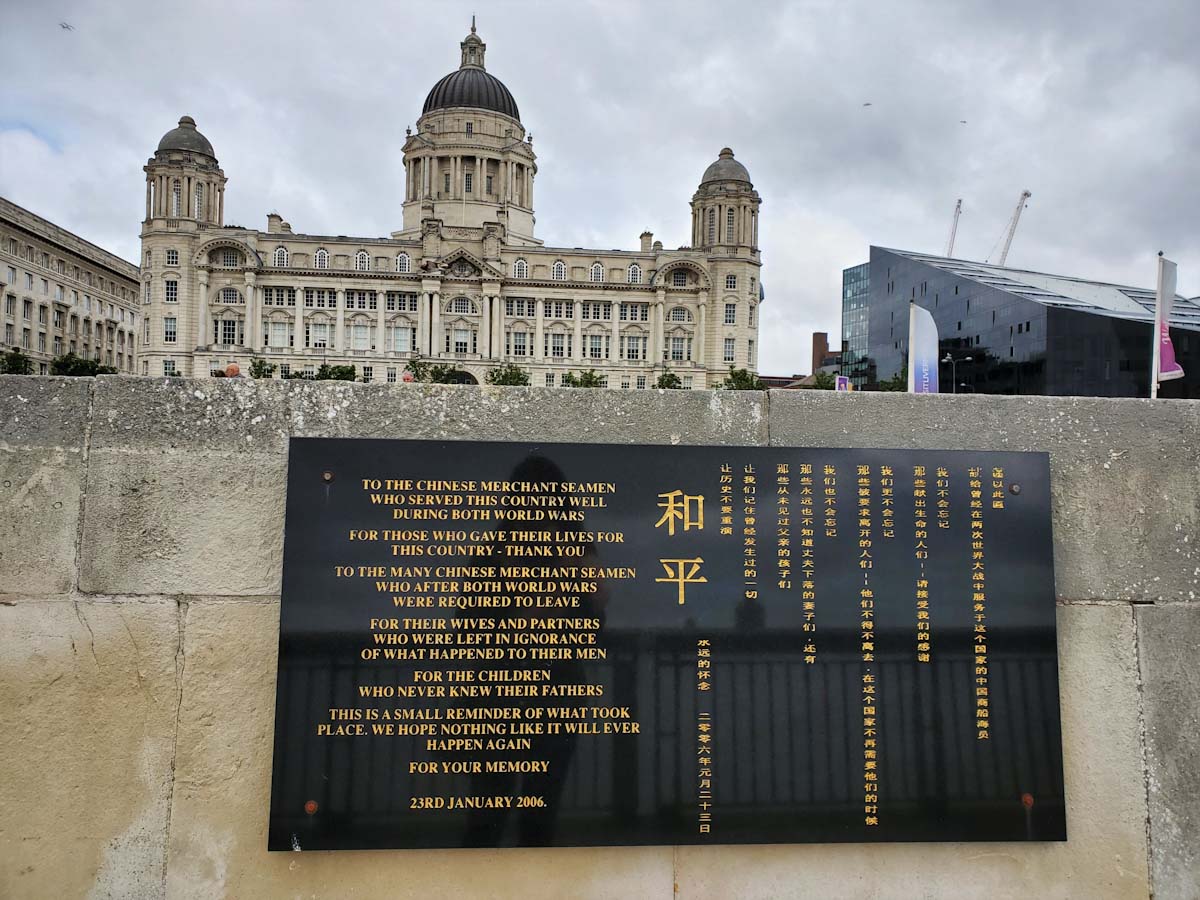 TO THE CHINESE MERCHANT SEAMEN
WHO SERVED THIS COUNTRY WELL
DURING BOTH WORLD WARS
FOR THOSE WHO GAVE THEIR LIVES FOR
THIS COUNTRY - THANK YOU
TO THE MANY CHINESE MERCHANT SEAMEN
WHO AFTER BOTH WORLD WARS
WERE REQUIRED TO LEAVE
FOR THEIR WIVES AND PARTNERS
WHO WERE LEFT IN IGNORANCE
OF WHAT HAPPENED TO THEIR MEN
FOR THE CHILDREN
WHO NEVER KNEW THEIR FATHERS
THIS IS A SMALL REMINDER OF WHAT TOOK
PLACE. WE HOPE NOTHING LIKE IT WILL EVER
HAPPEN AGAIN
FOR YOUR MEMORY
23RD JANUARY 2006.
谨以此匾
献给曾经在两次世界大战中服务于这个国家的中国商船海员
我们不会忘记
那些献出生命的人们--请接受我们的感谢
我们更不会忘记
那些被要求离开的人们--他们不得不离去.在这个国家不再需要他们的时候
我们也不会忘记
那些永远也不知道丈夫下落的妻子们.还有
那些从未见过父亲的孩子们
让我们记住曾经发生过的一切
让历史不要重演
和平
永远的怀念 二零零六年元月二十三日